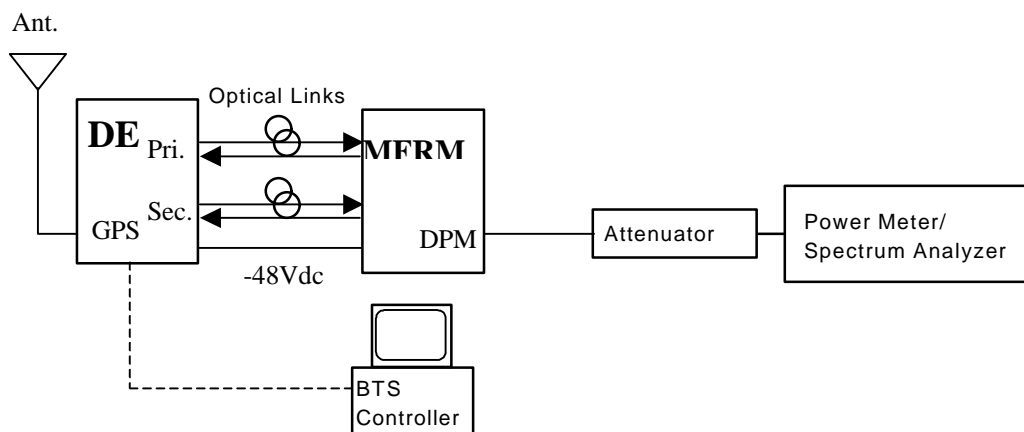 Ant.
Optical Links
DE
Pri.
MFRM
Sec.
GPS
DPM
-48Vdc
Attenuator
Power Meter/
Spectrum Analyzer
BTS
Controller